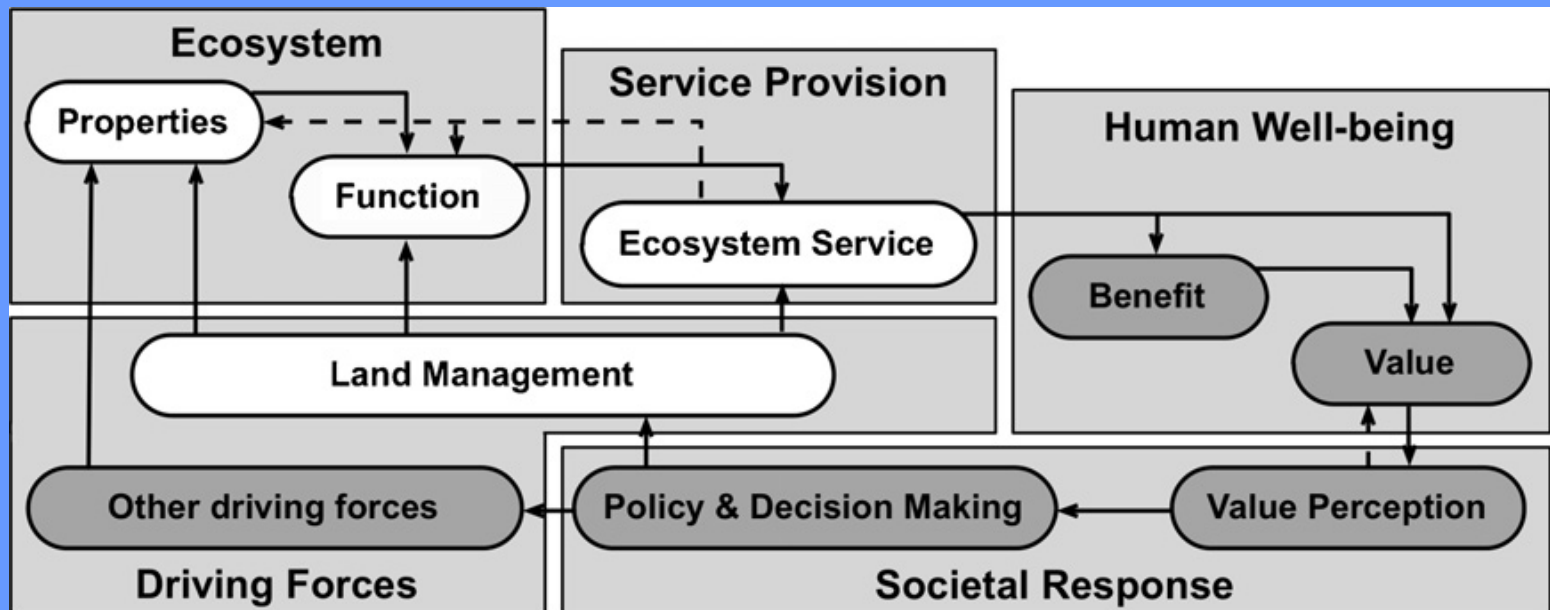 Ecosystem
Properties
Function
Service Provision
Ecosystem Service
Human Well-being
Benefit
Value
Land Management
Other driving forces
Driving Forces
Policy & Decision Making
Value Perception
Societal Response